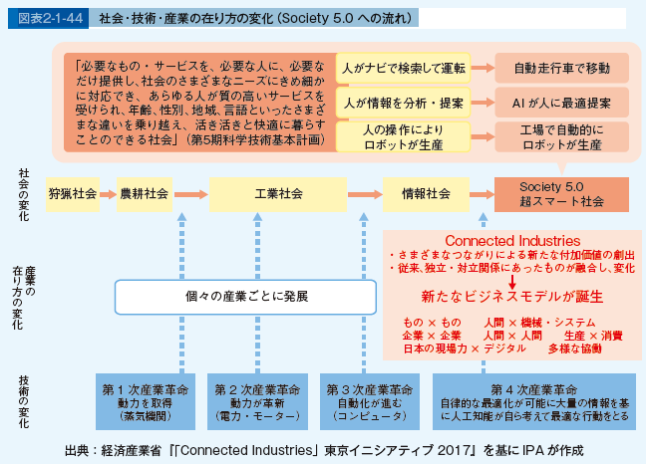 図表2-1-44 社会・技術・産業の在り方の変化(Society 5.0 への流れ)
「必要なもの・サービスを、必要な人に、必要な
だけ提供し、社会のさまざまなニーズにきめ細か
に対応でき、あらゆる人が質の高いサービスを
受けられ、年齢、性別、地域、言語といったさまざ
まな違いを乗り越え、活き活きと快適に暮らす
ことのできる社会」(第5期科学技術基本計画)
人がナビで検索して運転
自動走行車で移動
人が情報を分析・提案
AIが人に最適提案
人の操作により
ロボットが生産
工場で自動的に
ロボットが生産
社会の変化
狩猟社会
農耕社会
工業社会
情報社会
Society 5.0
超スマート社会
産業の
在り方の変化
個々の産業ごとに発展
Connected Industries
・さまざまなつながりによる新たな付加価値の創出
・従来、独立・対立関係にあったものが融合し、変化
新たなビジネスモデルが誕生
もの×もの 人間×機械・システム
企業×企業 人間×人間 生産×消費
日本の現場力×デジタル 多様な協働
技術の変化
第1次産業革命
動力を取得
(蒸気機関)
第2次産業革命
動力が革新
(電力・モーター)
第3次産業革命
自動化が進む
(コンピュータ)
第4次産業革命
自律的な最適化が可能に大量の情報を基
に人工知能が自ら考えて最適な行動をとる
出典:経済産業省『「Connected Industries」東京イニシアティブ 2017』を基にIPAが作成